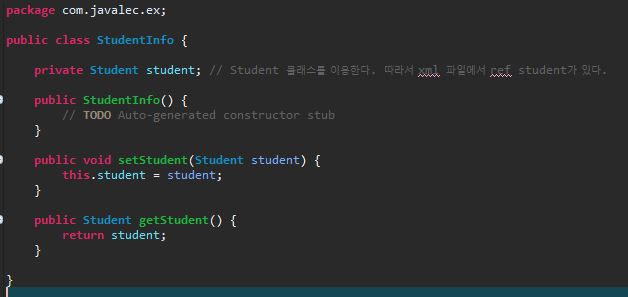 package com.javalec.ex;
public class StudentInfo {
private Student student; // Student 클래스를 이용한다. 따라서 xml 파일에서 ref student가 있다.
public StudentInfo() {
// TODO Auto-generated constructor stub
}
public void setStudent(Student student) {
this.student = student;
}
public Student getStudent() {
return student;
}
}